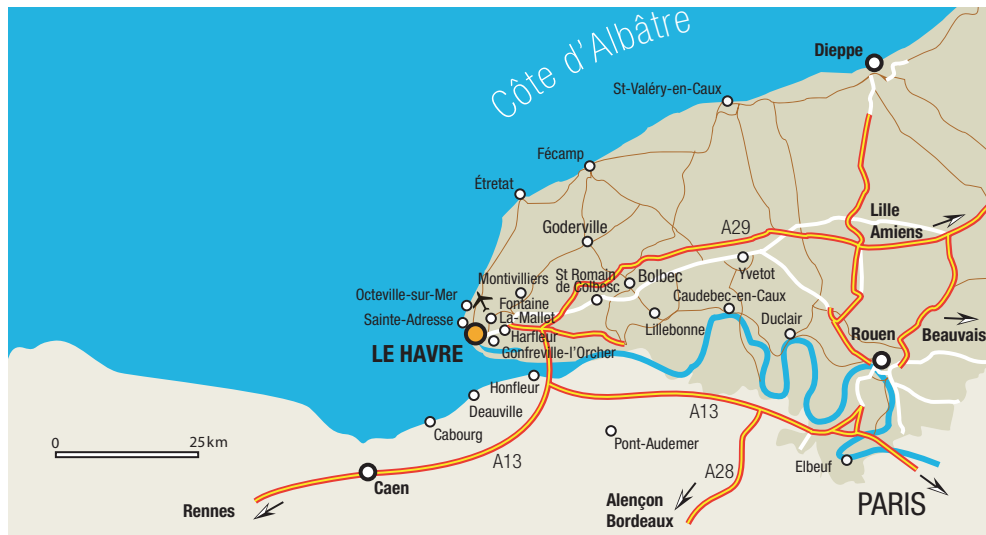 Côte d'Albâtre
Dieppe
St-Valéry-en-Caux
Fécamp
Étretat
Lille
Amiens
Goderville
A29
Montivilliers
St Romain
de Colbosc
Bolbec
Yvetot
Octeville-sur-Mer
Fontaine
La-Mallet
Caudebec-en-Caux
Sainte-Adresse
Harfleur
Lillebonne
Duclair
Rouen
Beauvais
LE HAVRE
Gonfreville-l'Orcher
Honfleur
Deauville
A13
Cabourg
0
25 km
Pont-Audemer
A13
A28
Elbeuf
Caen
Rennes
Alençon
Bordeaux
PARIS